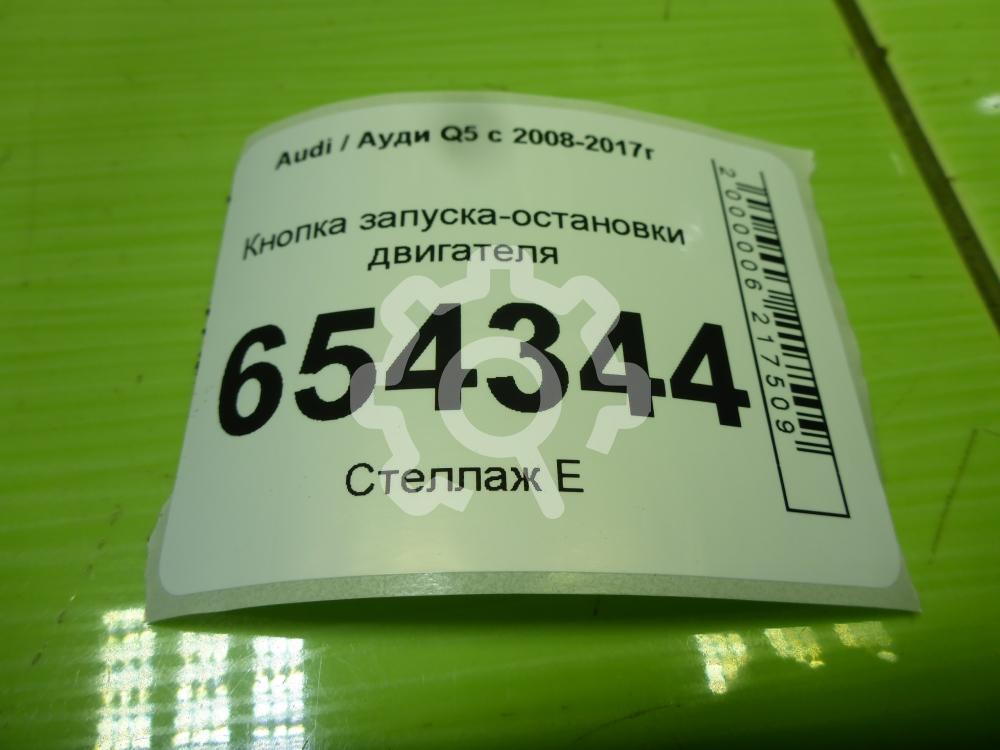 Audi / Ауди Q5 с 2008-2017г
Кнопка запуска-остановки
двигателя
654344
Стеллаж Е
2000006217509